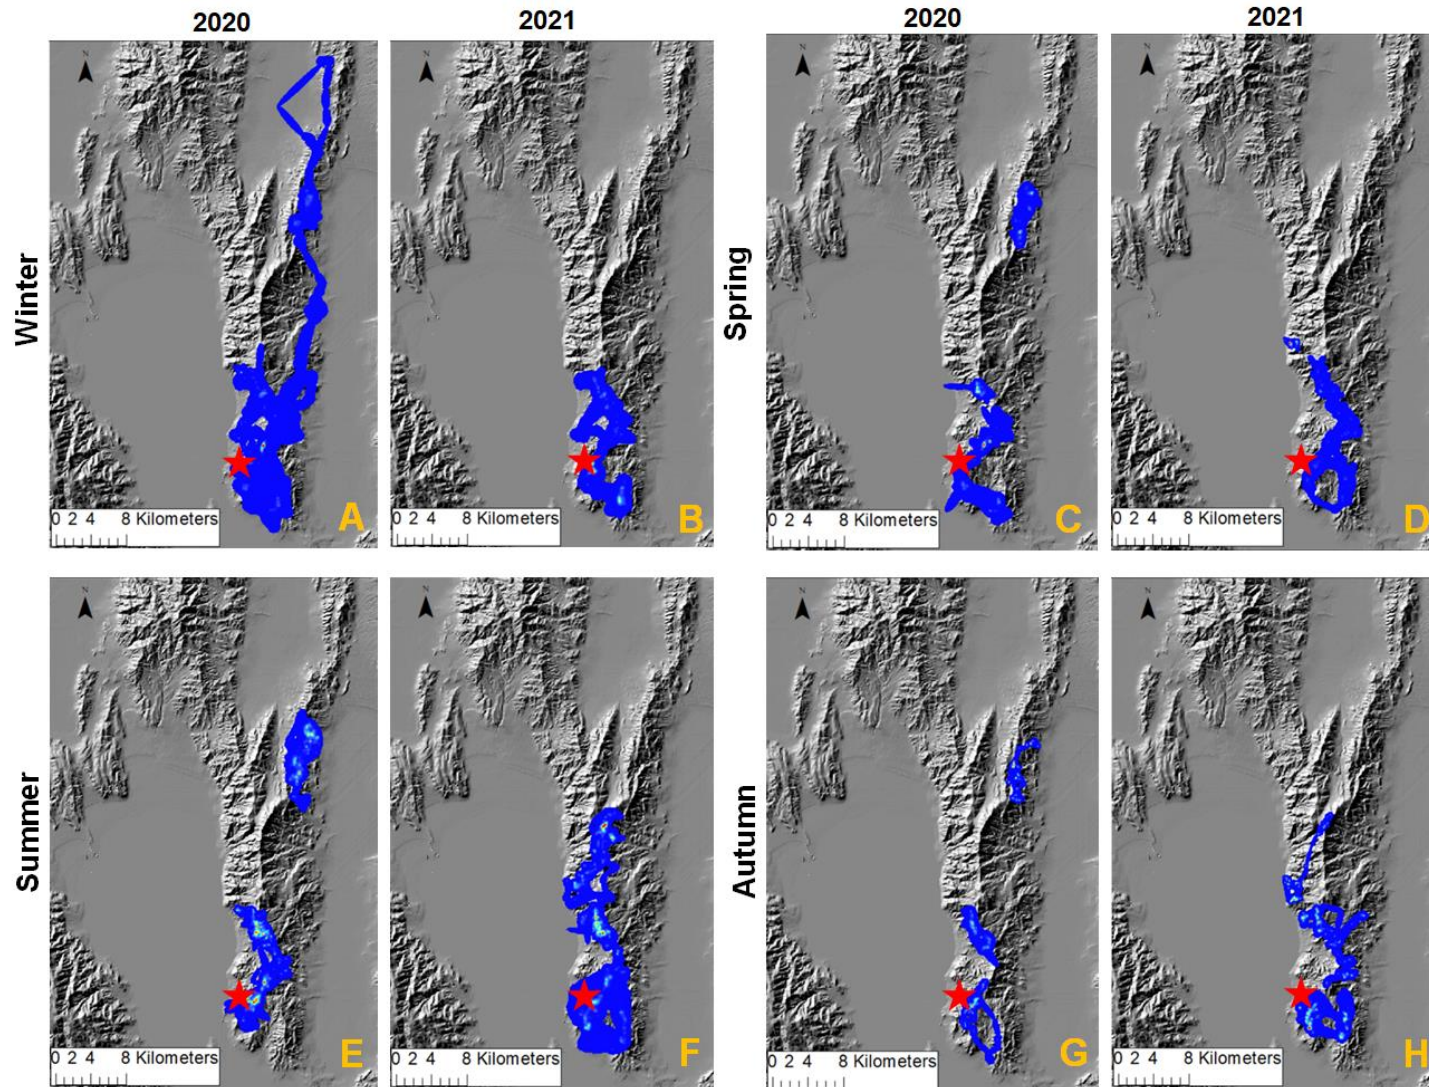 2020 2021 2020 2021
Winter
N N
0 2 4 8 Kilometers A
0 2 4 8 Kilometers B
Spring
N N
0 2 4 8 Kilometers C
0 2 4 8 Kilometers D
Summer
N N
0 2 4 8 Kilometers E
0 2 4 8 Kilometers F
Autumn
N N
0 2 4 8 Kilometers G
0 2 4 8 Kilometers H